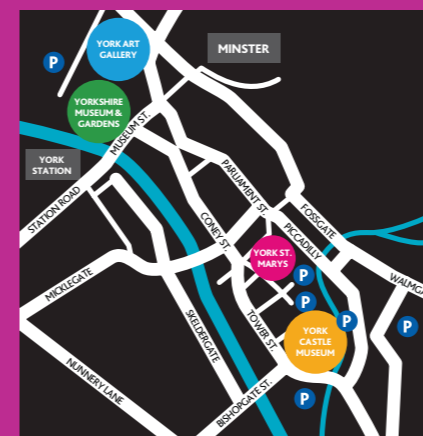 YORK ART
GALLERY
MINSTER
P
YORKSHIRE
MUSEUM &
GARDENS
MUSEUM ST.
YORK
STATION
STATION ROAD
PARLIAMENT ST.
FOSSGATE
CONEY ST.
PICCADILLY
YORK ST.
MARYS
P
WALMG
MICKLEGATE
P
SKELDERGATE
TOWER ST.
P
P
YORK
CASTLE
MUSEUM
NUNNERY LANE
BISHOPGATE ST.
P